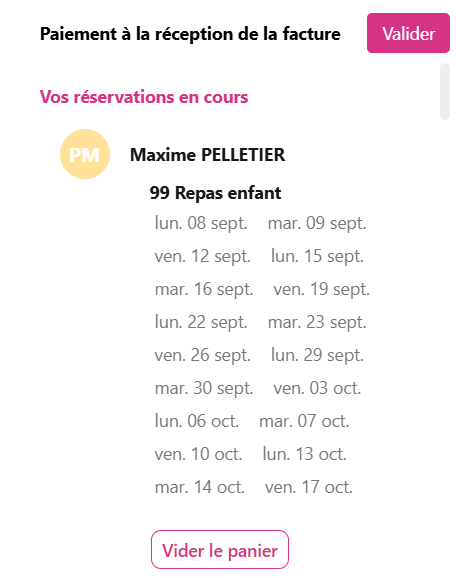 Paiement à la réception de la facture Valider
Vos réservations en cours
PM Maxime PELLETIER
99 Repas enfant
lun. 08 sept. mar. 09 sept.
ven. 12 sept. lun. 15 sept.
mar. 16 sept. ven. 19 sept.
lun. 22 sept. mar. 23 sept.
ven. 26 sept. lun. 29 sept.
mar. 30 sept. ven. 03 oct.
lun. 06 oct. mar. 07 oct.
ven. 10 oct. lun. 13 oct.
mar. 14 oct. ven. 17 oct.
Vider le panier